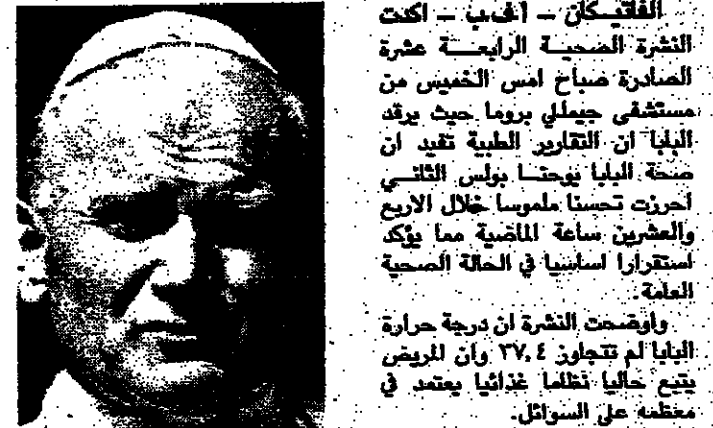 الفاتيكان – أ.ف.ب – اكدت
النشرة الصحية الرابعة عشرة
الصادرة صباح امس الخميس من
مستشفى جيمللي بروما حيث يرقد
البابا ان التقارير الطبية تفيد ان
صحة البابا يوحنا بولس الثاني
احرزت تحسنا ملموسا خلال الاربع
والعشرين ساعة الماضية مما يؤكد
استقرارا اساسيا في الحالة الصحية
العامة.
واوضحت النشرة ان درجة حرارة
البابا لم تتجاوز ٣٧,٤ وان المريض
يتبع حاليا نظاما غذائيا يعتمد في
معظمه على السوائل.